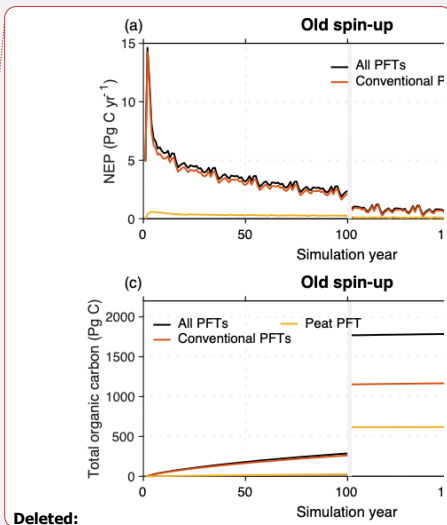 (a) Old spin-up
15
10
5
0
NEP (Pg C yr-1)
All PFTs
Conventional P
0 50 100 1
Simulation year
(c) Old spin-up
2000
1500
1000
500
0
Total organic carbon (Pg C)
All PFTs Peat PFT
Conventional PFTs
0 50 100 1
Simulation year
Deleted: